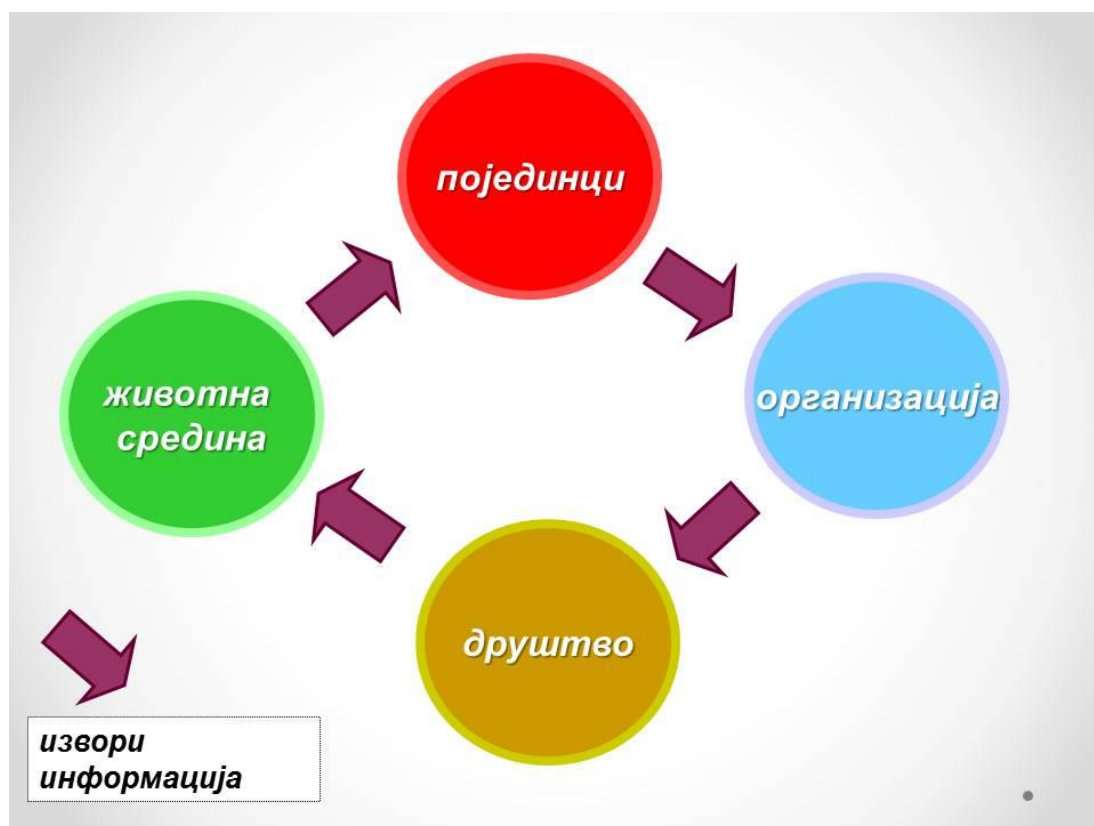 појединци
организација
животна
средина
друштво
извори
информација